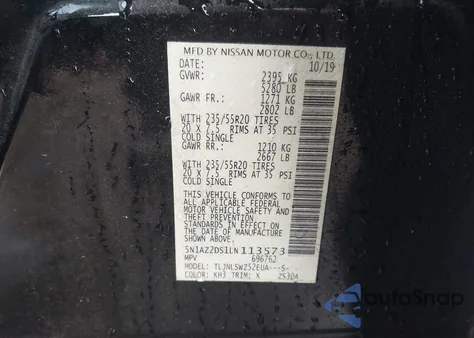 MFD BY NISSAN MOTOR CO., LTD.
DATE: 10/19
GVWR: 2395 KG
5280 LB
GAWR FR.: 1271 KG
2802 LB
WITH 235/55R20 TIRES
20 X 7.5 RIMS AT 35 PSI
COLD SINGLE
GAWR RR.: 1210 KG
2667 LB
WITH 235/55R20 TIRES
20 X 7.5 RIMS AT 35 PSI
COLD SINGLE
THIS VEHICLE CONFORMS TO
ALL APPLICABLE FEDERAL
MOTOR VEHICLE SAFETY AND
THEFT PREVENTION
STANDARDS IN EFFECT ON
THE DATE OF MANUFACTURE
SHOWN ABOVE.
5N1AZ2DS1LN113573
MPV 696762
MODEL: TLJNLSWZ52EUA---S-
COLOR: KH3 TRIM: X 2530A
AutoSnap